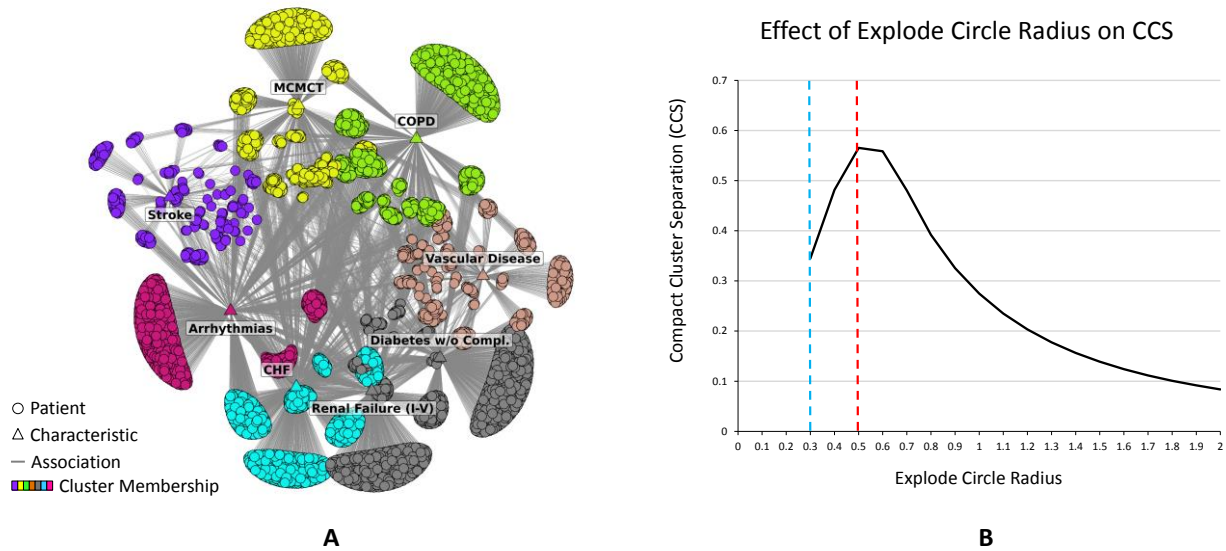 MCMCT
COPD
Stroke
Vascular Disease
Arrhythmias
Diabetes w/o Compl.
CHF
Renal Failure (I-V)
Patient
Characteristic
Association
Cluster Membership
A
Effect of Explode Circle Radius on CCS
Compact Cluster Separation (CCS)
0.7
0.6
0.5
0.4
0.3
0.2
0.1
0
0 0.1 0.2 0.3 0.4 0.5 0.6 0.7 0.8 0.9 1 1.1 1.2 1.3 1.4 1.5 1.6 1.7 1.8 1.9 2
Explode Circle Radius
B